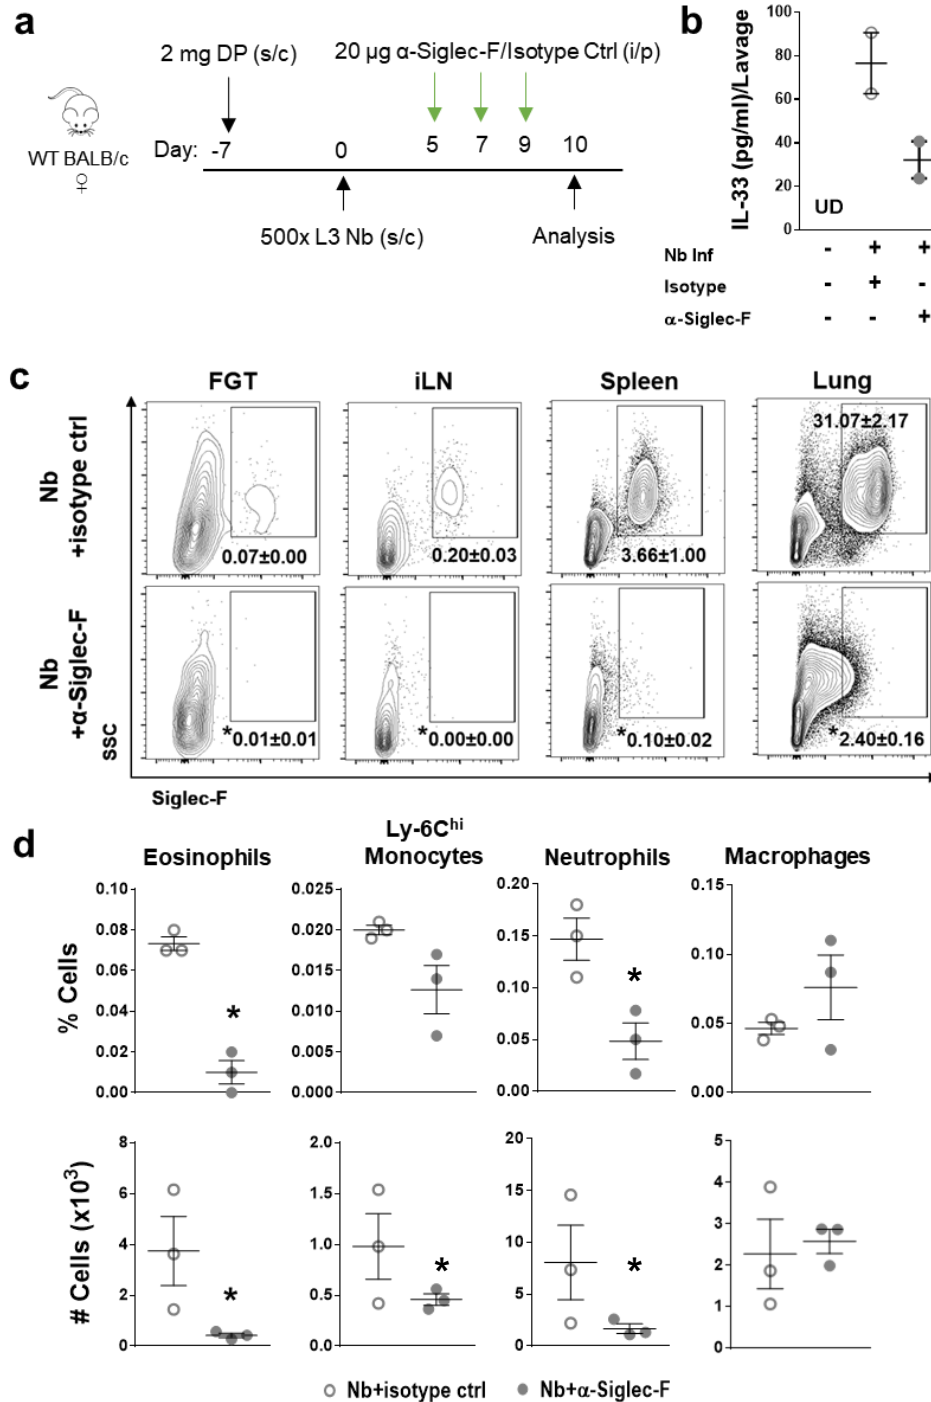 a
2 mg DP (s/c)
20 µg α-Siglec-F/Isotype Ctrl (i/p)
WT BALB/c
♀
Day: -7 0 5 7 9 10
500x L3 Nb (s/c)
Analysis
b
IL-33 (pg/ml)/Lavage
100
80
60
40
20
0
UD
Nb Inf - + +
Isotype - + -
α-Siglec-F - - +
c
FGT iLN Spleen Lung
Nb
+isotype ctrl
0.07±0.00
0.20±0.03
3.66±1.00
31.07±2.17
Nb
+α-Siglec-F
*0.01±0.01
*0.00±0.00
*0.10±0.02
*2.40±0.16
SSC
Siglec-F
d
% Cells
Eosinophils
0.10
0.08
0.06
0.04
0.02
0.00
*
Ly-6Chi
Monocytes
0.025
0.020
0.015
0.010
0.005
0.000
Neutrophils
0.20
0.15
0.10
0.05
0.00
*
Macrophages
0.15
0.10
0.05
0.00
# Cells (x10³)
8
6
4
2
0
*
2.0
1.5
1.0
0.5
0.0
*
20
15
10
5
0
*
5
4
3
2
1
0
Nb+isotype ctrl Nb+α-Siglec-F